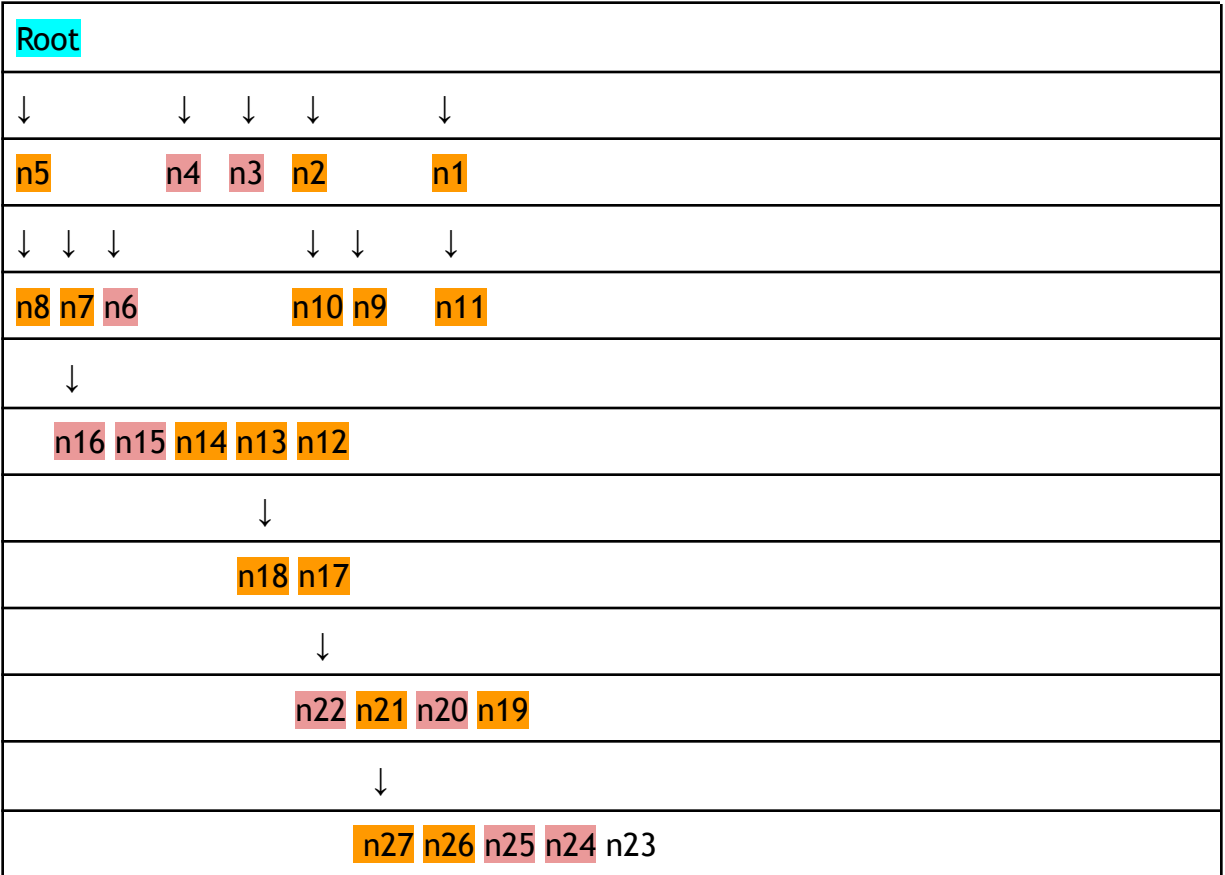 Root
↓ ↓ ↓ ↓ ↓
n5 n4 n3 n2 n1
↓ ↓ ↓ ↓ ↓ ↓
n8 n7 n6 n10 n9 n11
↓
n16 n15 n14 n13 n12
↓
n18 n17
↓
n22 n21 n20 n19
↓
n27 n26 n25 n24 n23